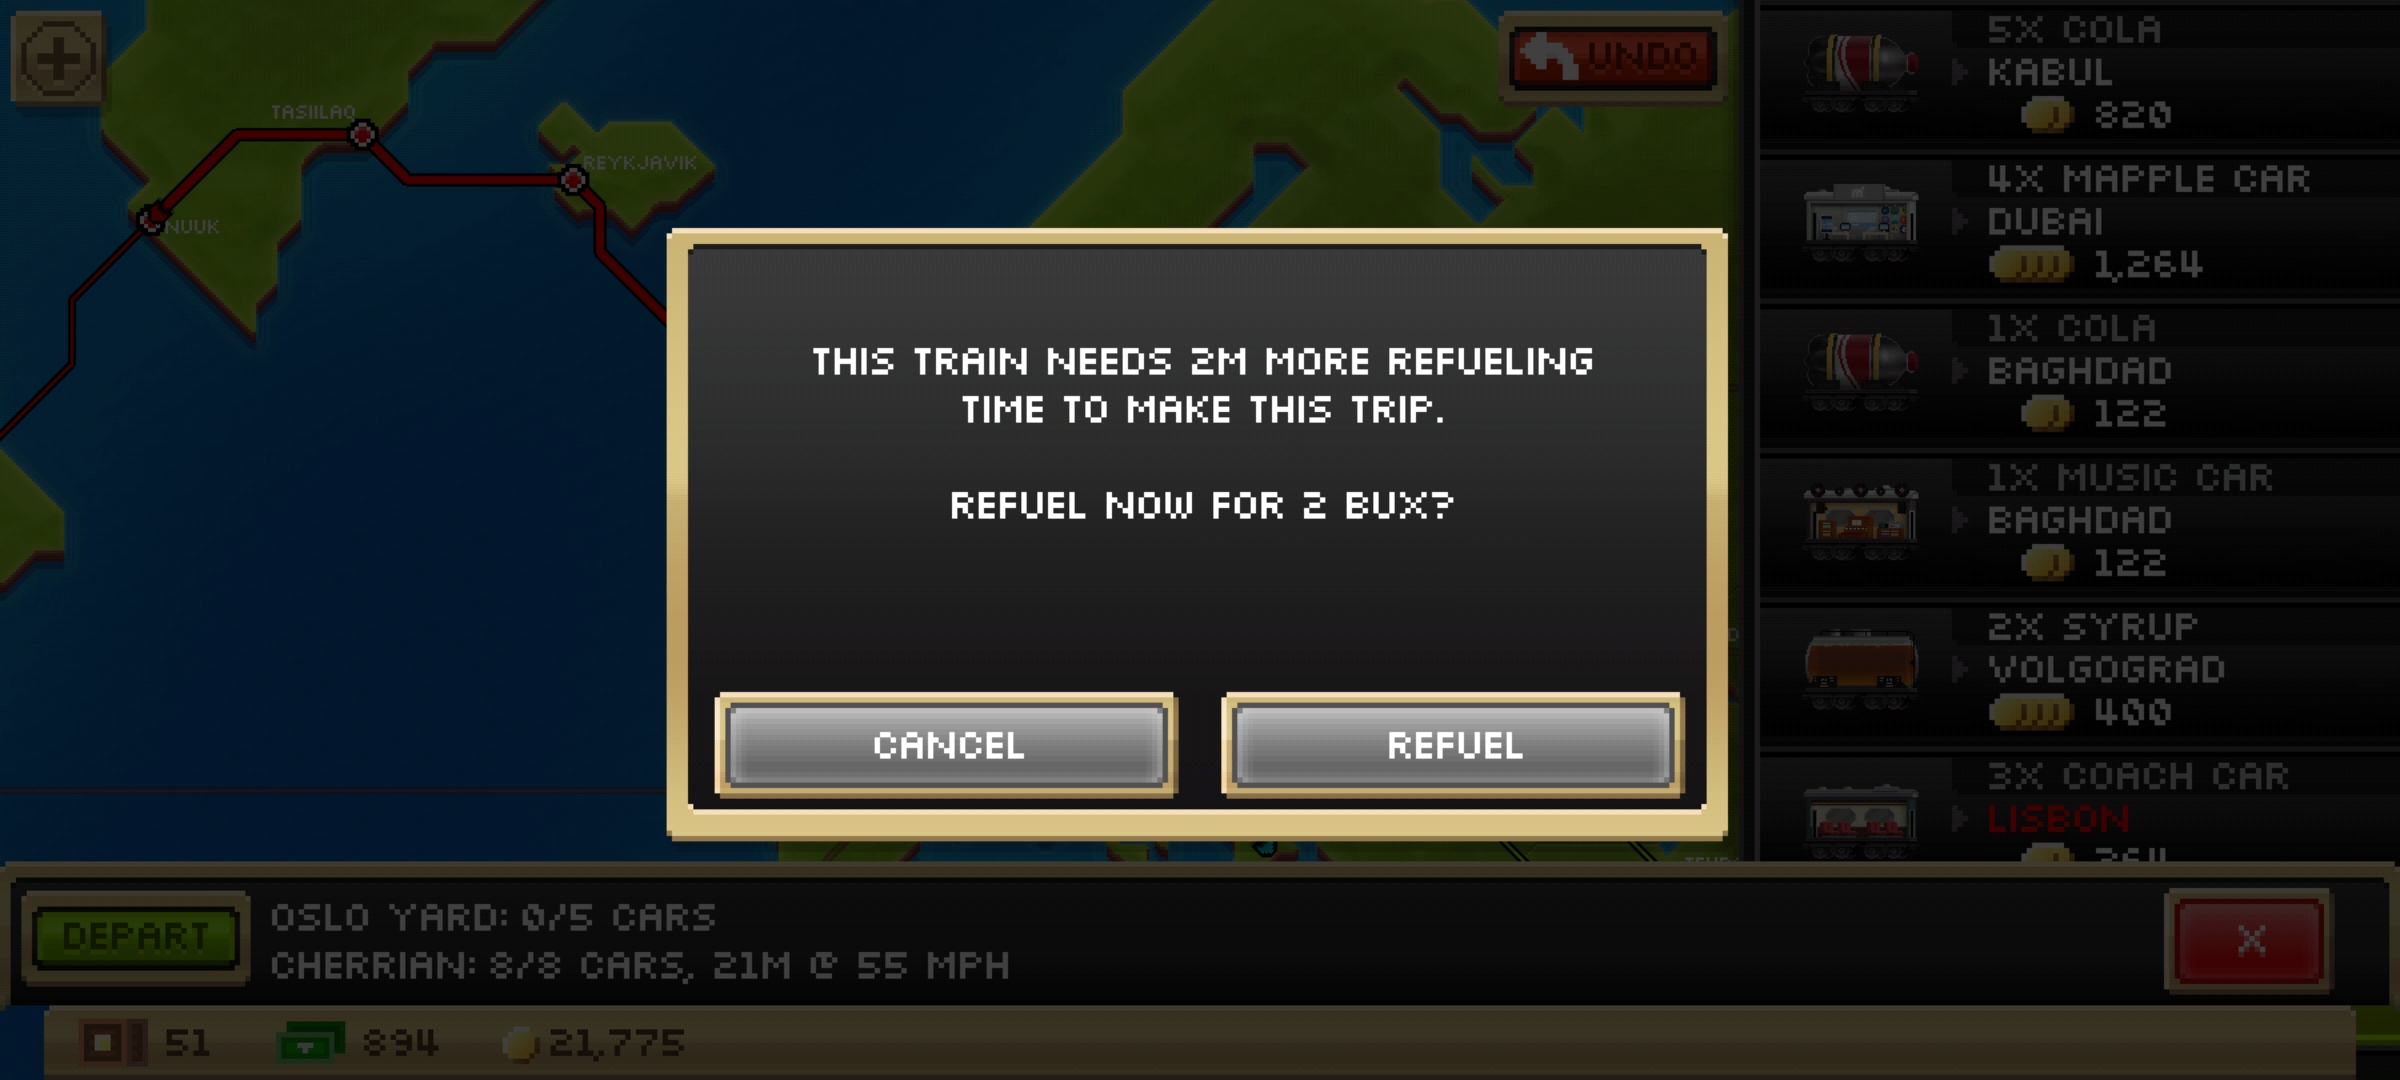 UNDO
TASIILAQ
REYKJAVIK
NUUK
THIS TRAIN NEEDS 2M MORE REFUELING
TIME TO MAKE THIS TRIP.
REFUEL NOW FOR 2 BUX?
CANCEL
REFUEL
5X COLA
KABUL
820
4X MAPPLE CAR
DUBAI
1,264
1X COLA
BAGHDAD
122
1X MUSIC CAR
BAGHDAD
122
2X SYRUP
VOLGOGRAD
400
3X COACH CAR
LISBON
DEPART
OSLO YARD: 0/5 CARS
CHERRIAN: 8/8 CARS, 21M @ 55 MPH
X
51
894
21,775